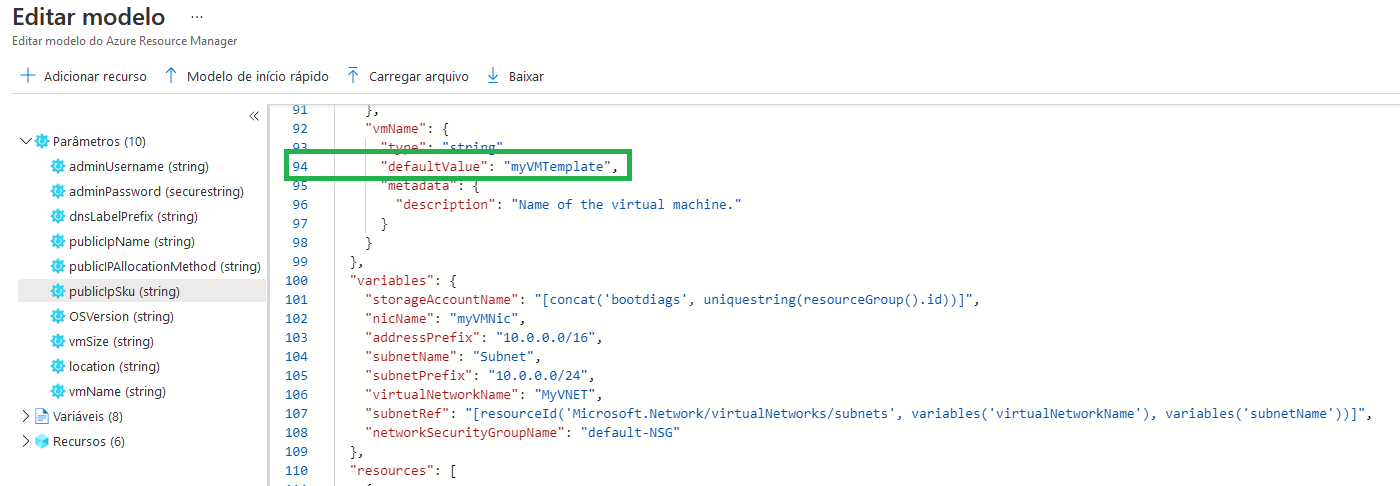 Editar modelo ...
Editar modelo do Azure Resource Manager
Adicionar recurso Modelo de início rápido Carregar arquivo Baixar
Parâmetros (10)
adminUsername (string)
adminPassword (securestring)
dnsLabelPrefix (string)
publicIpName (string)
publicIPAllocationMethod (string)
publicIpSku (string)
OSVersion (string)
vmSize (string)
location (string)
vmName (string)
Variáveis (8)
Recursos (6)
91 },
92 "vmName": {
93 "type": "string"
94 "defaultValue": "myVMTemplate",
95 "metadata": {
96 "description": "Name of the virtual machine."
97 }
98 }
99 },
100 "variables": {
101 "storageAccountName": "[concat('bootdiags', uniquestring(resourceGroup().id))]",
102 "nicName": "myVMNic",
103 "addressPrefix": "10.0.0.0/16",
104 "subnetName": "Subnet",
105 "subnetPrefix": "10.0.0.0/24",
106 "virtualNetworkName": "MyVNET",
107 "subnetRef": "[resourceId('Microsoft.Network/virtualNetworks/subnets', variables('virtualNetworkName'), variables('subnetName'))]",
108 "networkSecurityGroupName": "default-NSG"
109 },
110 "resources": [